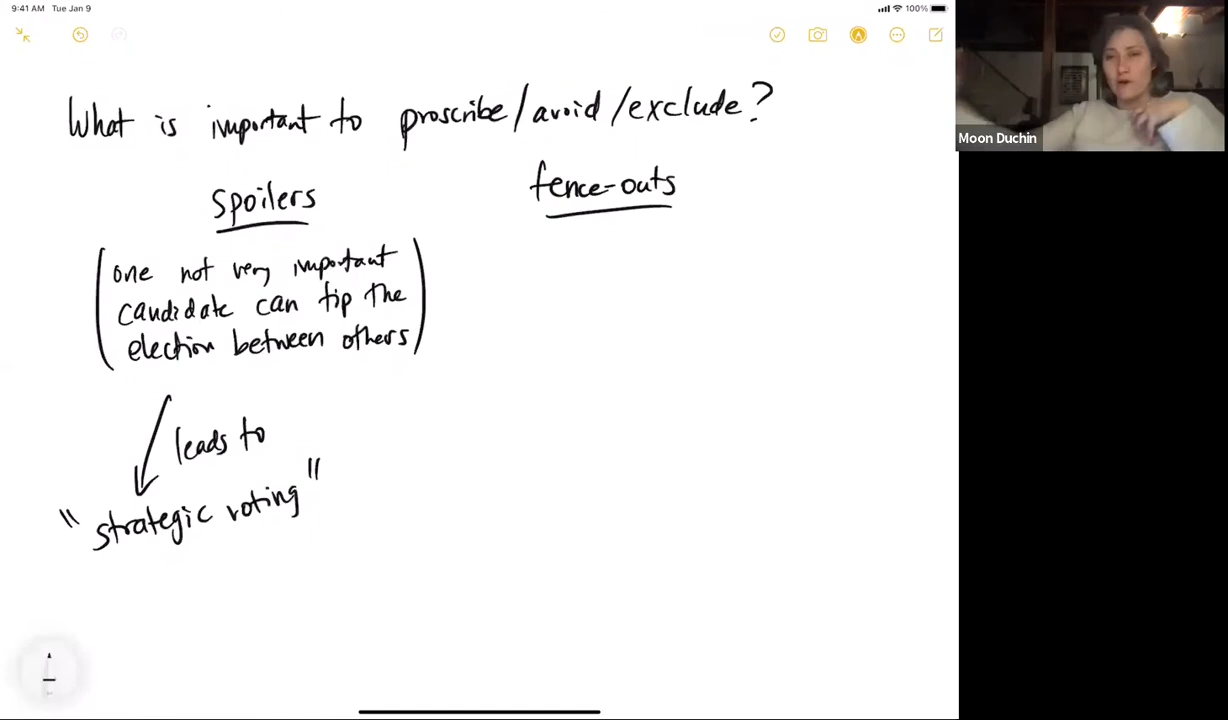 9:41 AM Tue Jan 9
100%
What is important to proscribe/avoid/exclude?
spoilers
fence-outs
(one not very important
candidate can tip the
election between others)
leads to
"strategic voting"
Moon Duchin